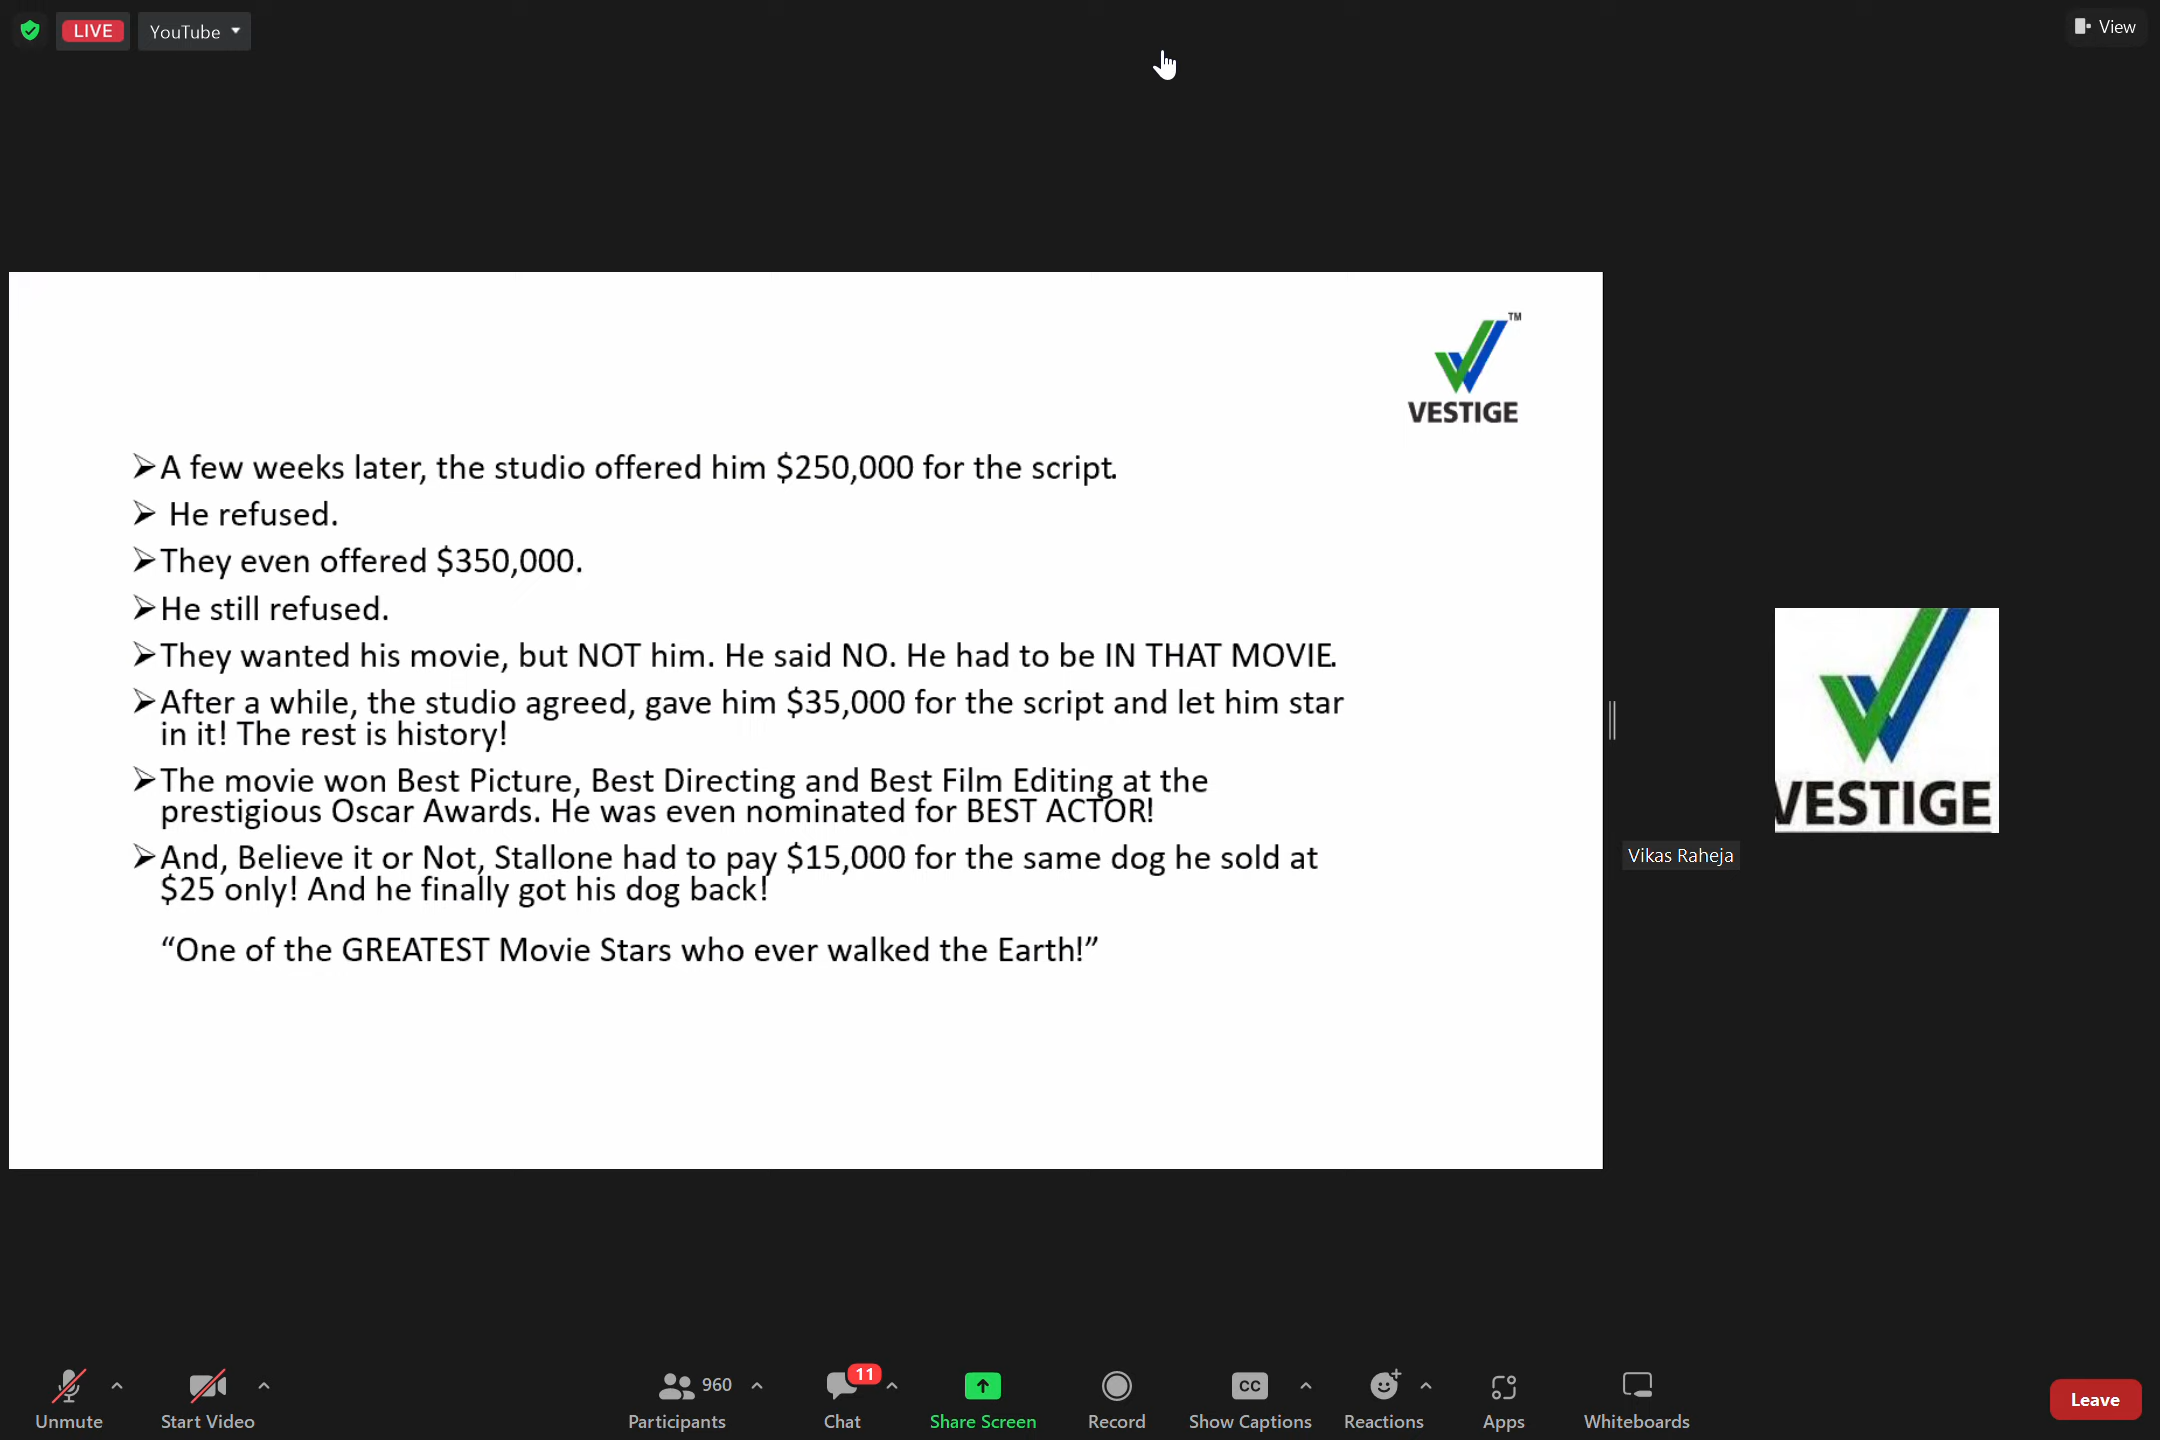 LIVE
YouTube
View
TM
VESTIGE
➢A few weeks later, the studio offered him $250,000 for the script.
➢ He refused.
➢They even offered $350,000.
➢He still refused.
➢They wanted his movie, but NOT him. He said NO. He had to be IN THAT MOVIE.
➢After a while, the studio agreed, gave him $35,000 for the script and let him star
in it! The rest is history!
➢The movie won Best Picture, Best Directing and Best Film Editing at the
prestigious Oscar Awards. He was even nominated for BEST ACTOR!
➢And, Believe it or Not, Stallone had to pay $15,000 for the same dog he sold at
$25 only! And he finally got his dog back!
“One of the GREATEST Movie Stars who ever walked the Earth!”
VESTIGE
Vikas Raheja
Unmute
Start Video
960
Participants
11
Chat
Share Screen
Record
CC
Show Captions
Reactions
Apps
Whiteboards
Leave